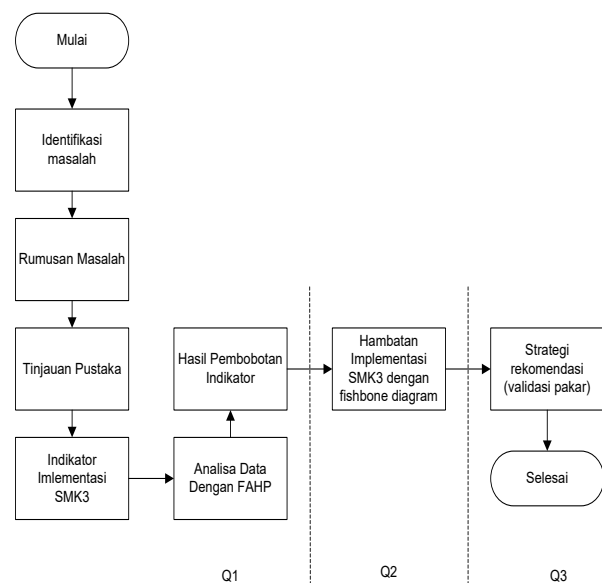 Mulai
Identifikasi
masalah
Rumusan Masalah
Tinjauan Pustaka
Indikator
Imlementasi
SMK3
Analisa Data
Dengan FAHP
Hasil Pembobotan
Indikator
Hambatan
Implementasi
SMK3 dengan
fishbone diagram
Strategi
rekomendasi
(validasi pakar)
Selesai
Q1
Q2
Q3